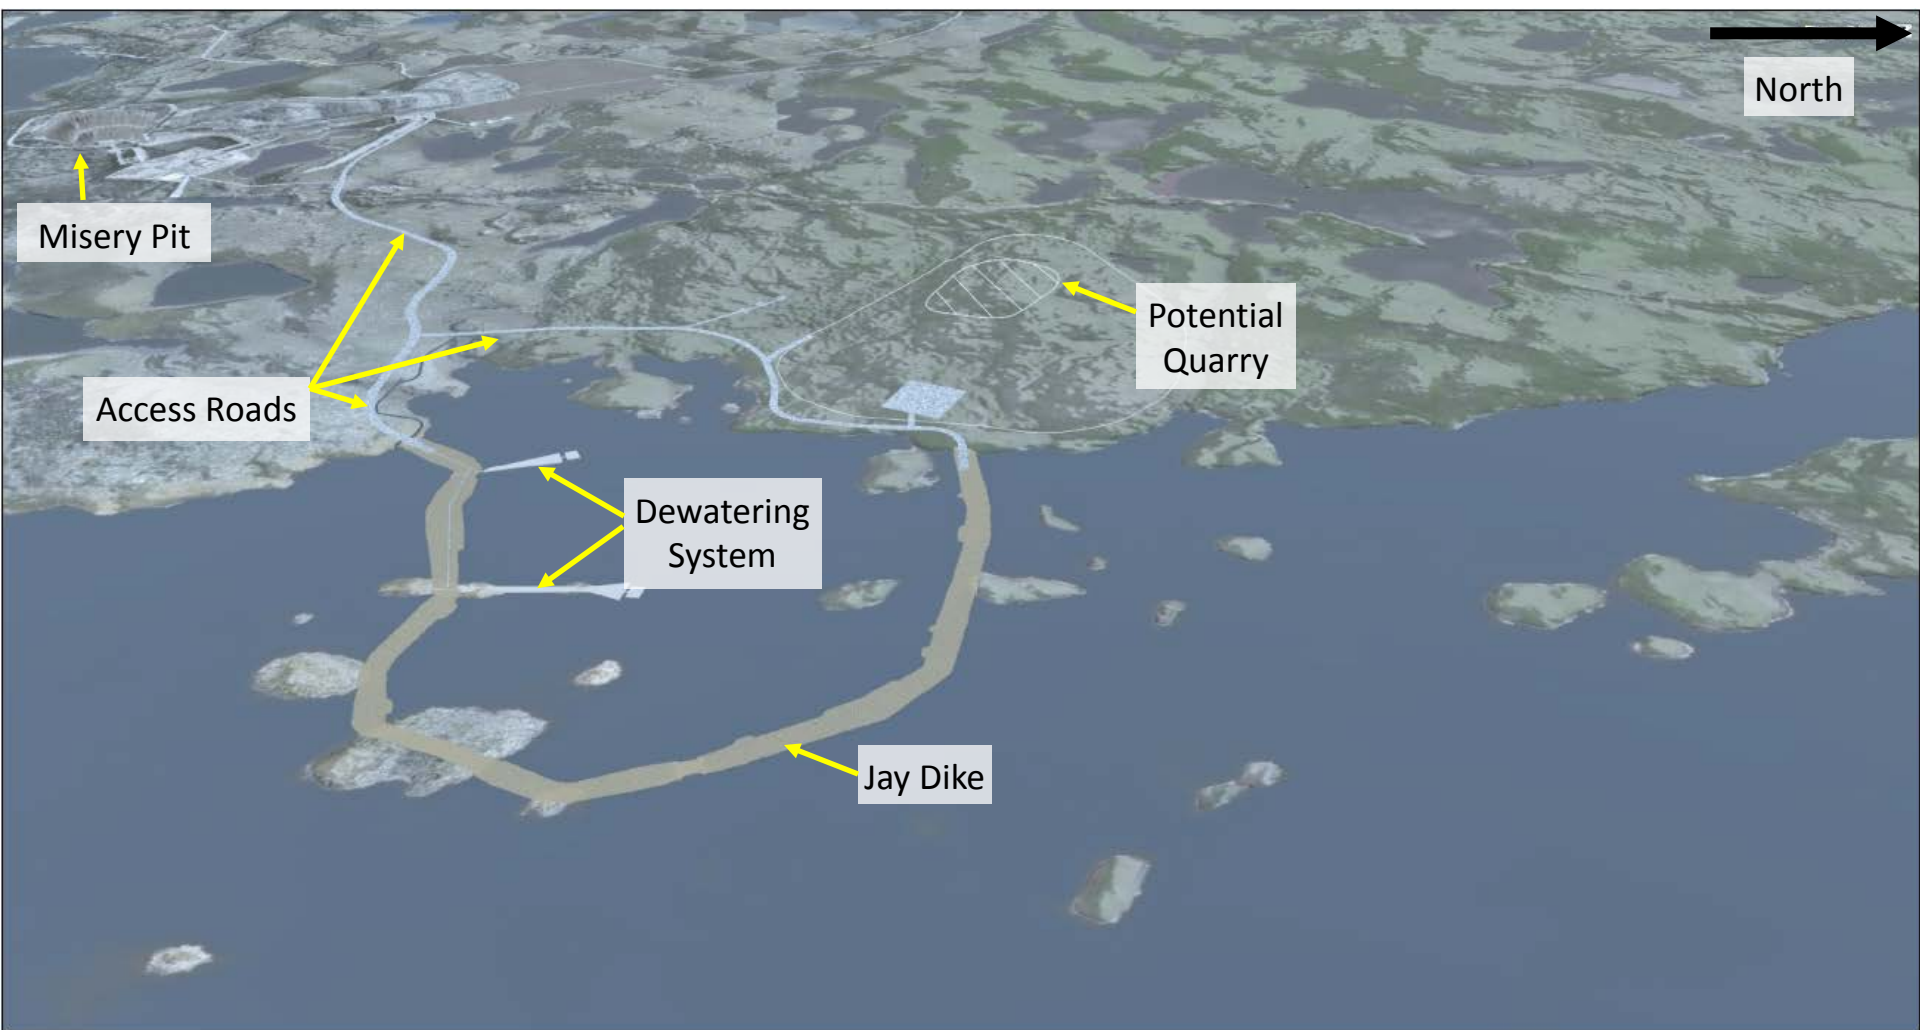 North
Misery Pit
Potential
Quarry
Access Roads
Dewatering
System
Jay Dike